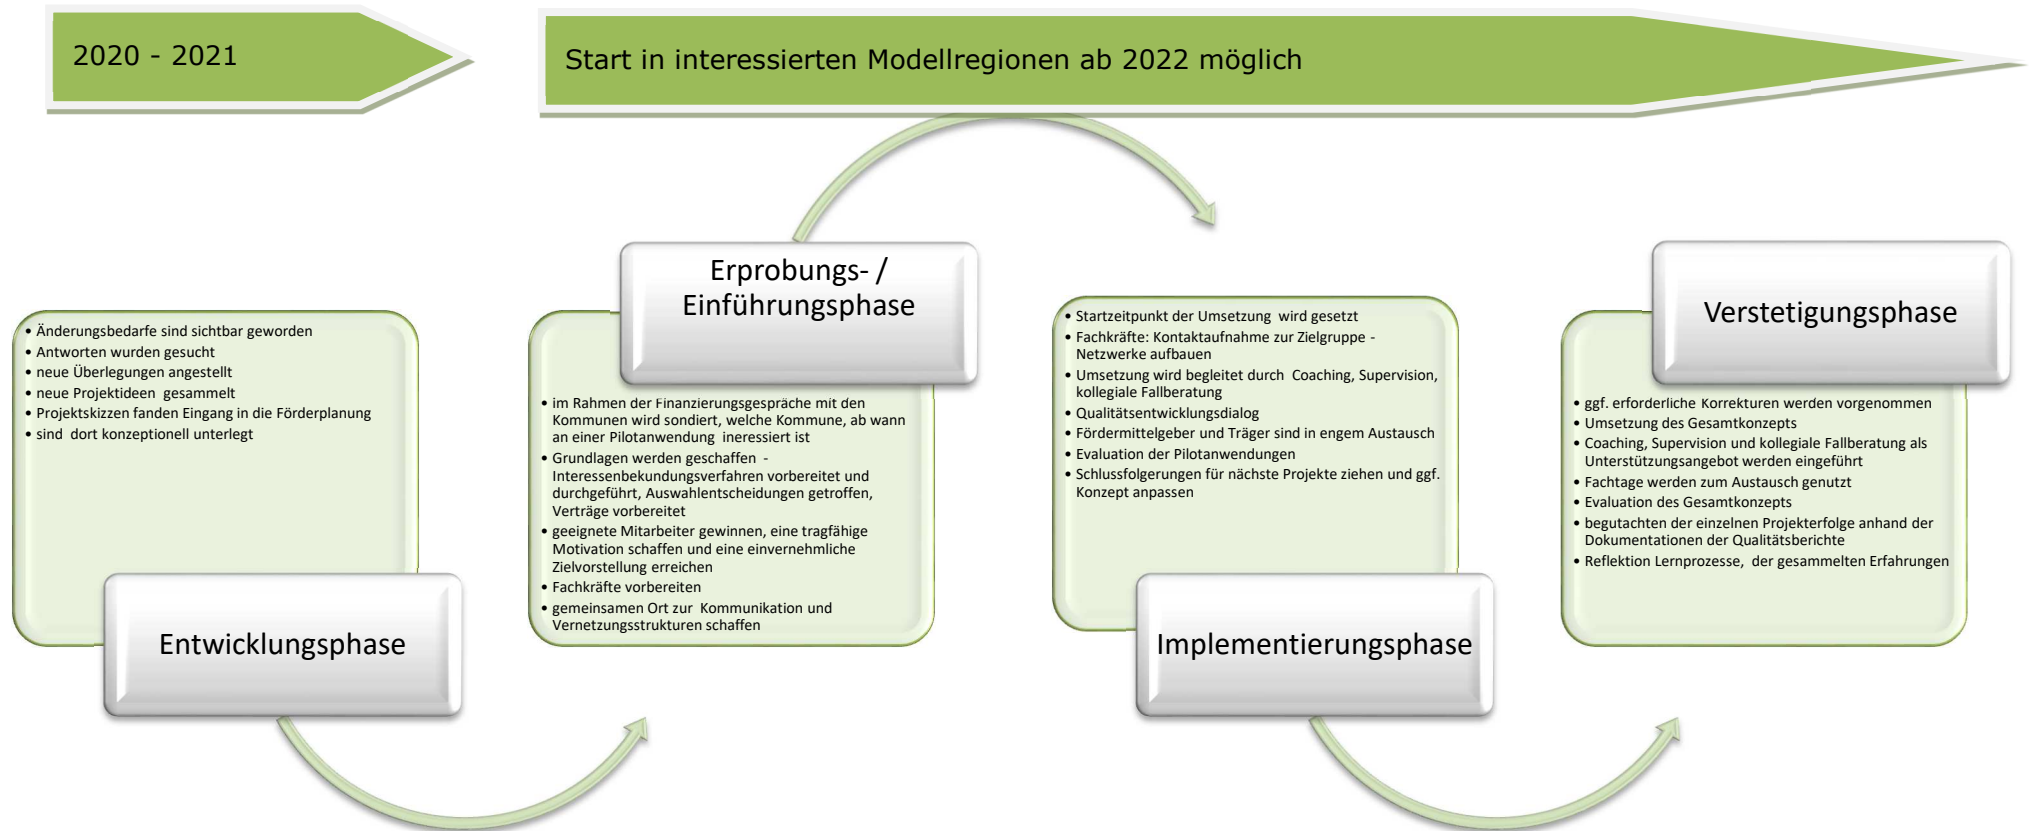 2020 - 2021
Start in interessierten Modellregionen ab 2022 möglich
• Änderungsbedarfe sind sichtbar geworden
• Antworten wurden gesucht
• neue Überlegungen angestellt
• neue Projektideen gesammelt
• Projektskizzen fanden Eingang in die Förderplanung
• sind dort konzeptionell unterlegt
Entwicklungsphase
Erprobungs- /
Einführungsphase
• im Rahmen der Finanzierungsgespräche mit den
Kommunen wird sondiert, welche Kommune, ab wann
an einer Pilotanwendung ineressiert ist
• Grundlagen werden geschaffen -
Interessenbekundungsverfahren vorbereitet und
durchgeführt, Auswahlentscheidungen getroffen,
Verträge vorbereitet
• geeignete Mitarbeiter gewinnen, eine tragfähige
Motivation schaffen und eine einvernehmliche
Zielvorstellung erreichen
• Fachkräfte vorbereiten
• gemeinsamen Ort zur Kommunikation und
Vernetzungsstrukturen schaffen
• Startzeitpunkt der Umsetzung wird gesetzt
• Fachkräfte: Kontaktaufnahme zur Zielgruppe -
Netzwerke aufbauen
• Umsetzung wird begleitet durch Coaching, Supervision,
kollegiale Fallberatung
• Qualitätsentwicklungsdialog
• Fördermittelgeber und Träger sind in engem Austausch
• Evaluation der Pilotanwendungen
• Schlussfolgerungen für nächste Projekte ziehen und ggf.
Konzept anpassen
Implementierungsphase
Verstetigungsphase
• ggf. erforderliche Korrekturen werden vorgenommen
• Umsetzung des Gesamtkonzepts
• Coaching, Supervision und kollegiale Fallberatung als
Unterstützungsangebot werden eingeführt
• Fachtage werden zum Austausch genutzt
• Evaluation des Gesamtkonzepts
• begutachten der einzelnen Projekterfolge anhand der
Dokumentationen der Qualitätsberichte
• Reflektion Lernprozesse, der gesammelten Erfahrungen